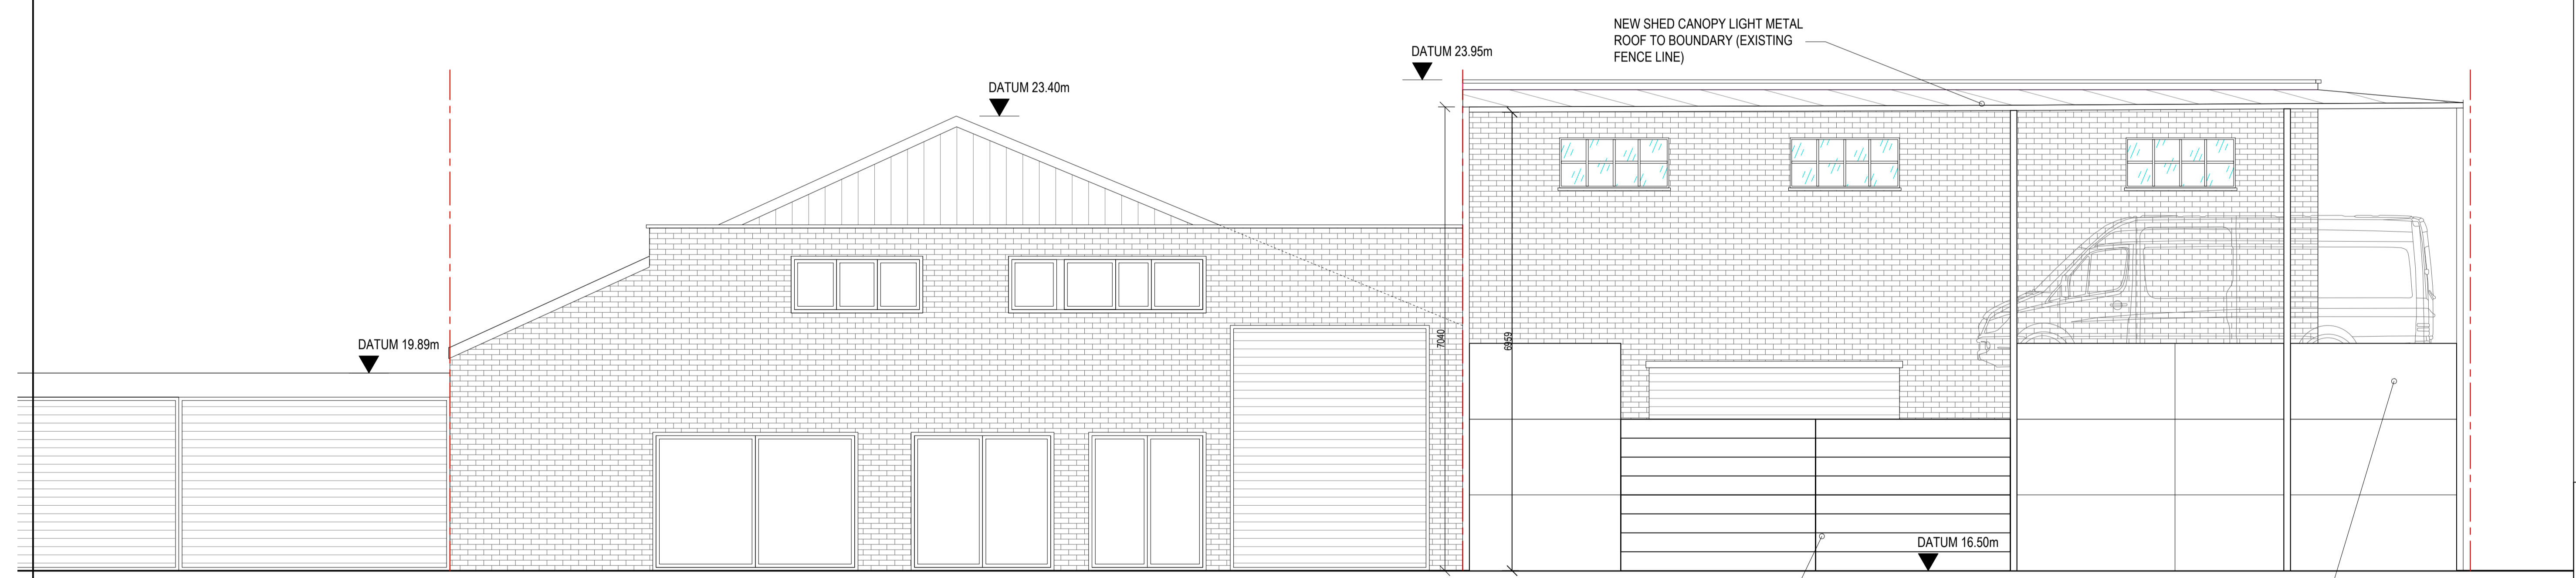 NEW SHED CANOPY LIGHT METAL
ROOF TO BOUNDARY (EXISTING
FENCE LINE)
DATUM 23.95m
DATUM 23.40m
DATUM 19.89m
7040
6959
DATUM 16.50m